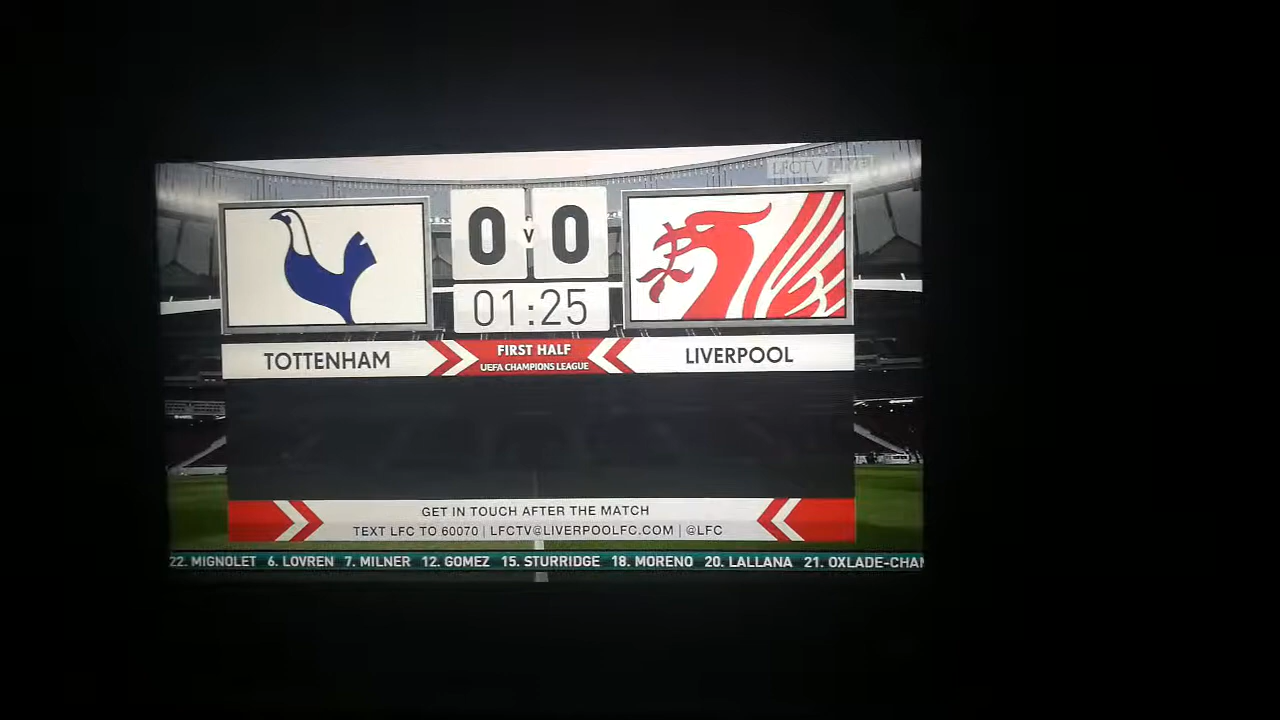 LFCTV LIVE
0 v 0
01:25
TOTTENHAM
FIRST HALF
UEFA CHAMPIONS LEAGUE
LIVERPOOL
GET IN TOUCH AFTER THE MATCH
TEXT LFC TO 60070 | LFCTV@LIVERPOOLFC.COM | @LFC
22. MIGNOLET 6. LOVREN 7. MILNER 12. GOMEZ 15. STURRIDGE 18. MORENO 20. LALLANA 21. OXLADE-CHAM